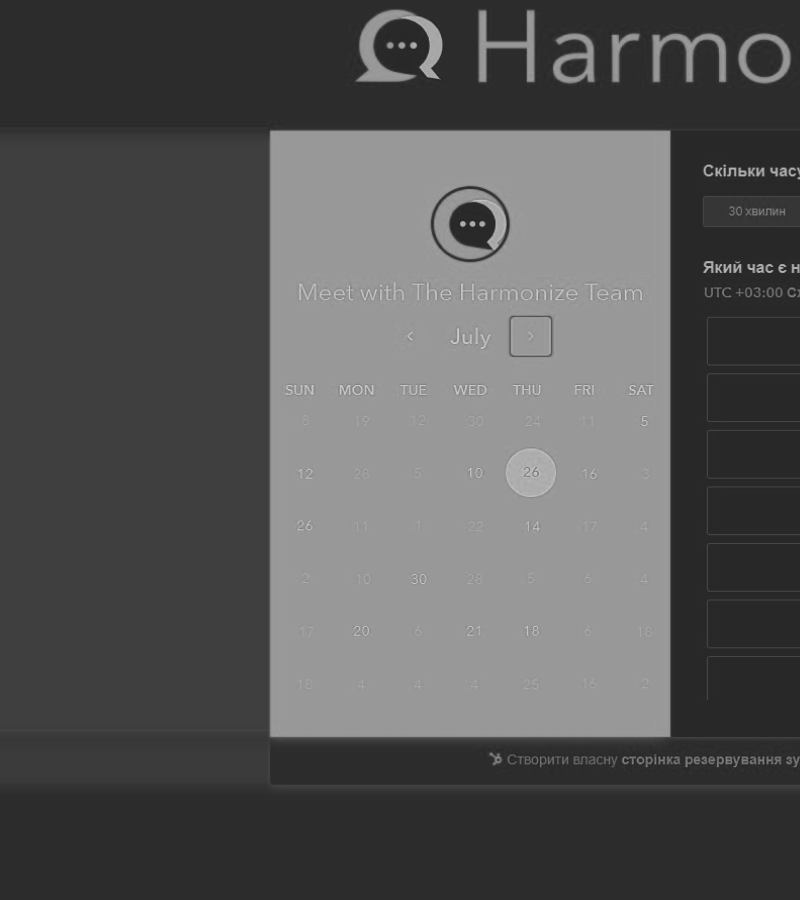 Harmo
Meet with The Harmonize Team
July
SUN MON TUE WED THU FRI SAT
8 19 12 30 24 11 5
12 28 5 10 26 16 3
26 11 1 22 14 17 4
2 10 30 28 5 6 4
17 20 6 21 18 6 18
18 4 4 4 25 16 2
Скільки часу
30 хвилин
Який час є н
UTC +03:00
Створити власну сторінка резервування зу